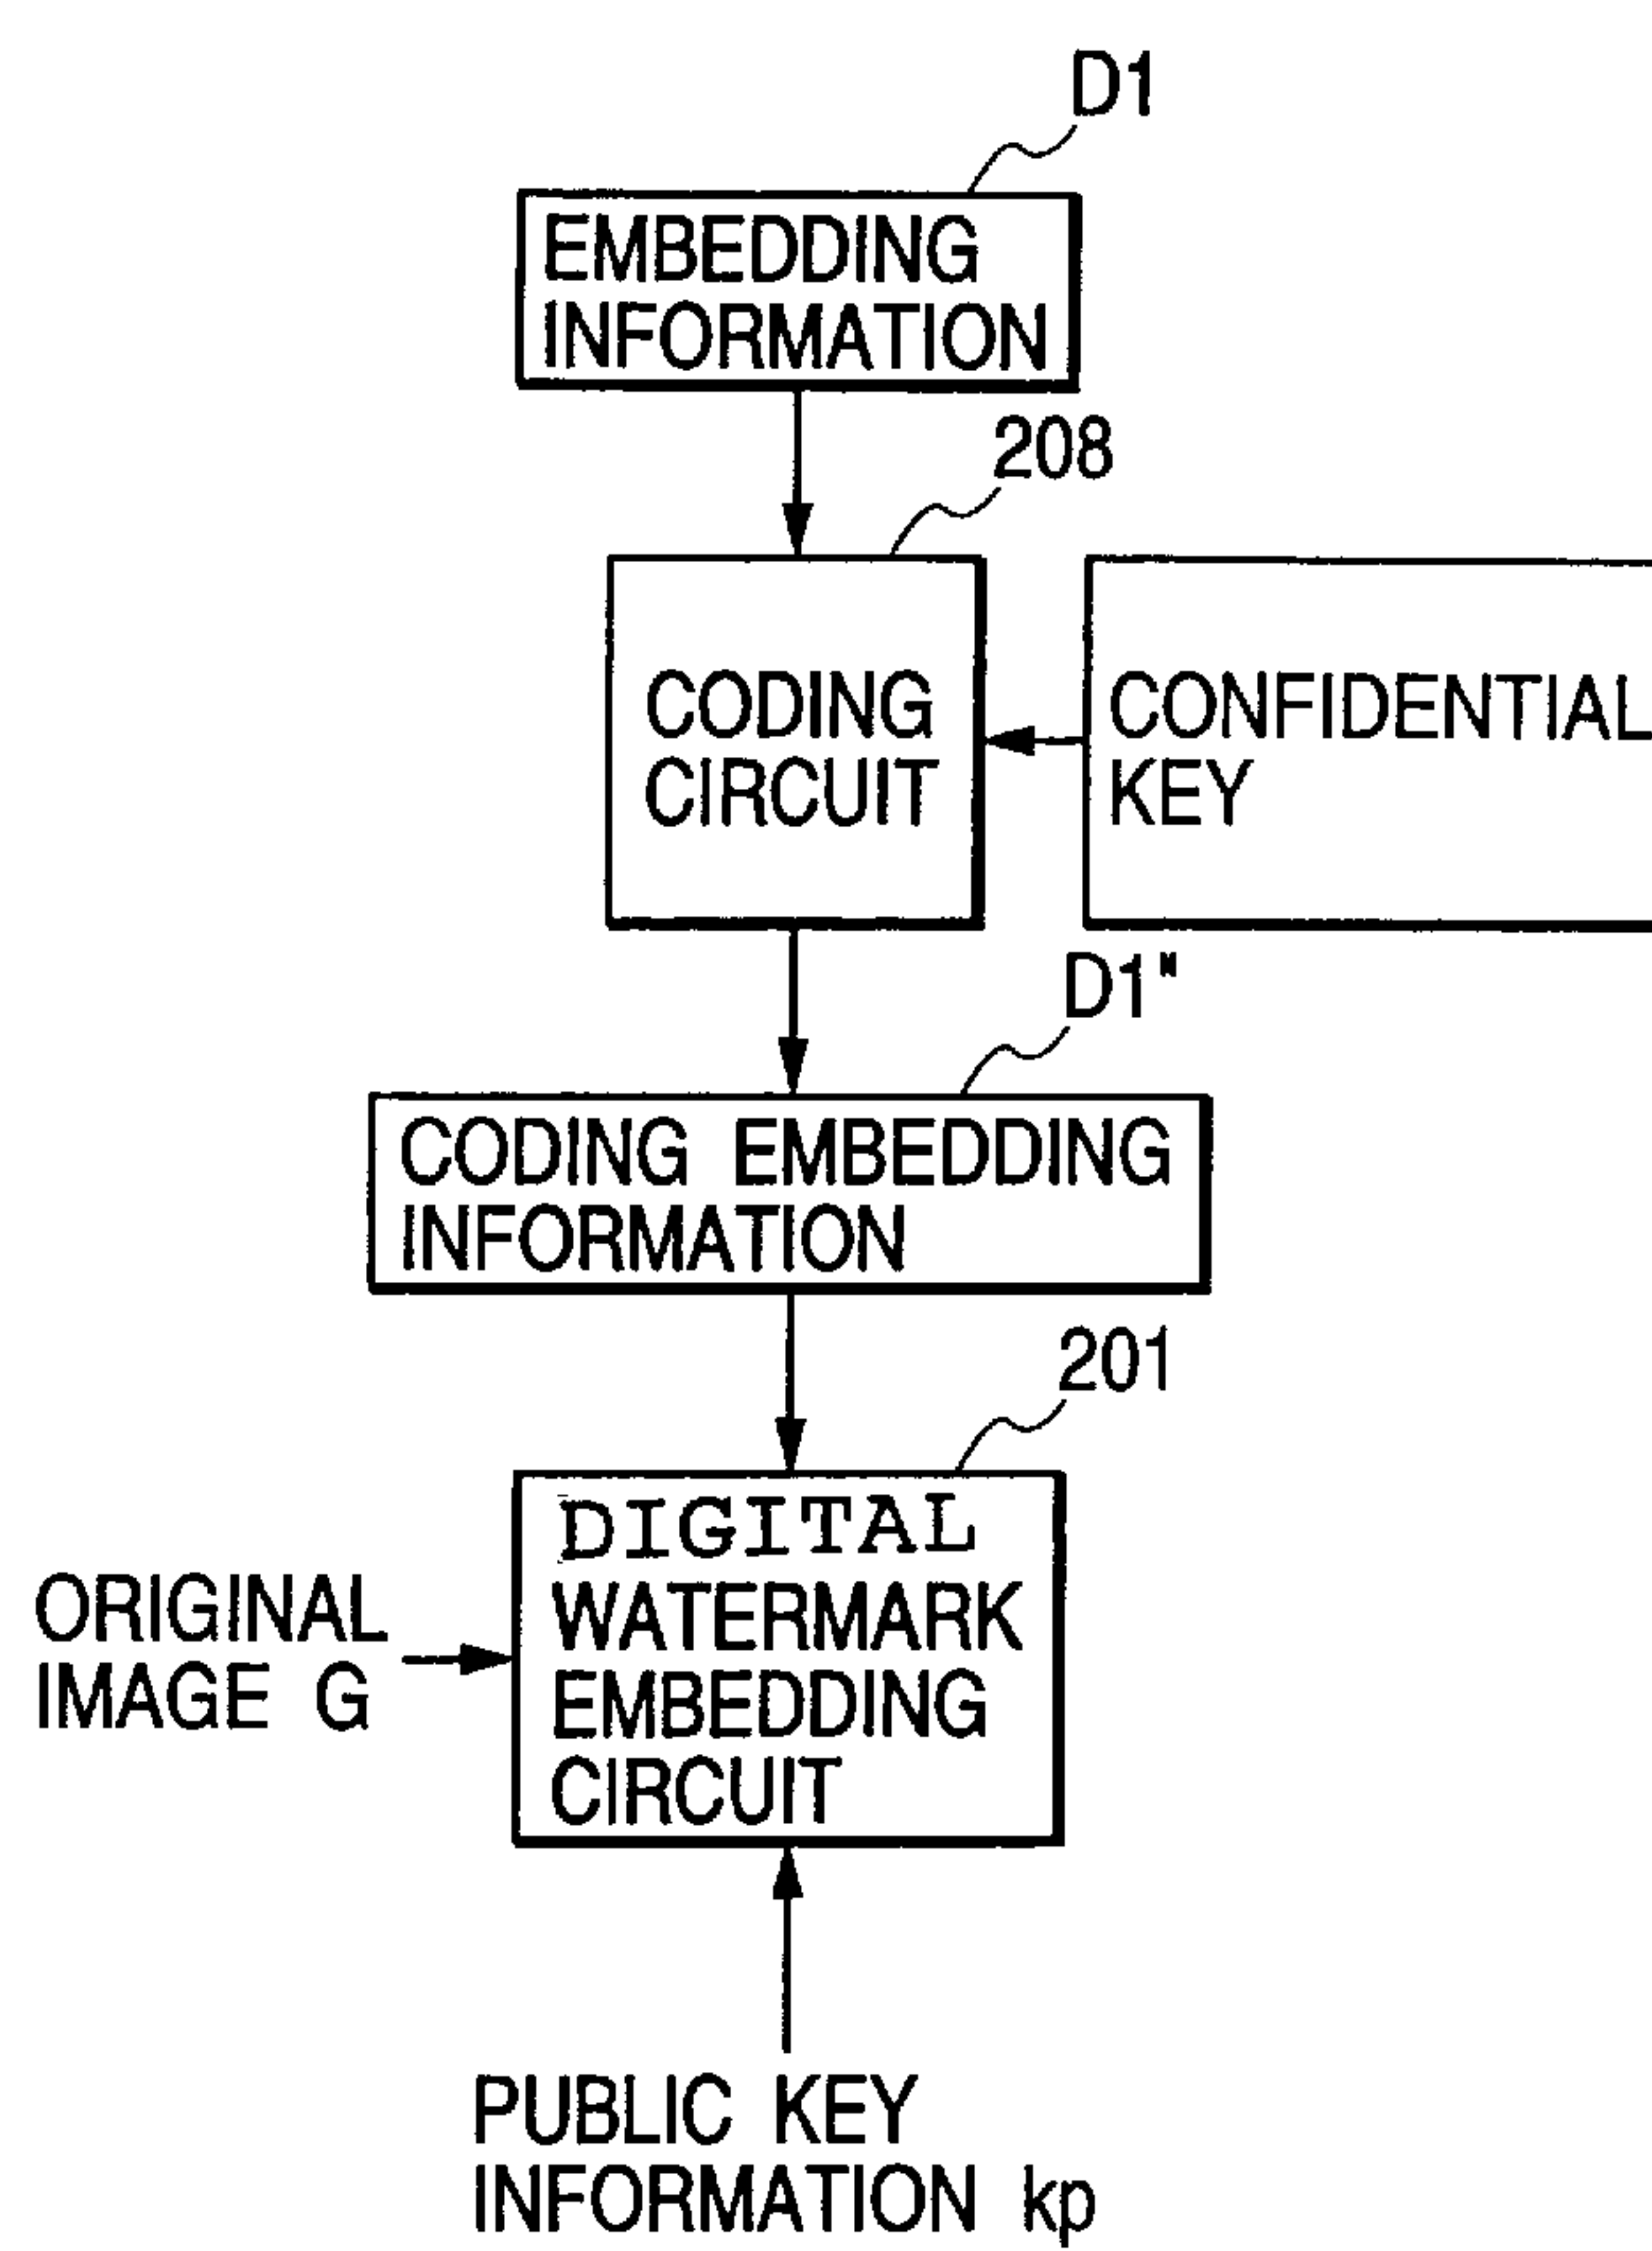 D1
EMBEDDING
INFORMATION
208
CODING
CIRCUIT
CONFIDENTIAL
KEY
D1"
CODING EMBEDDING
INFORMATION
201
DIGITAL
WATERMARK
EMBEDDING
CIRCUIT
ORIGINAL
IMAGE G
PUBLIC KEY
INFORMATION kp